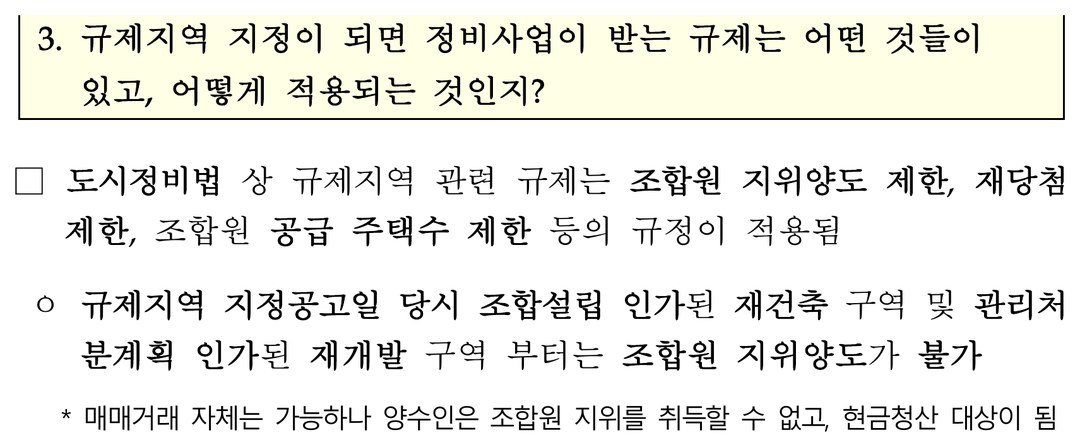 3. 규제지역 지정이 되면 정비사업이 받는 규제는 어떤 것들이
있고, 어떻게 적용되는 것인지?
□ 도시정비법 상 규제지역 관련 규제는 조합원 지위양도 제한, 재당첨
제한, 조합원 공급 주택수 제한 등의 규정이 적용됨
ㅇ 규제지역 지정공고일 당시 조합설립 인가된 재건축 구역 및 관리처
분계획 인가된 재개발 구역 부터는 조합원 지위양도가 불가
* 매매거래 자체는 가능하나 양수인은 조합원 지위를 취득할 수 없고, 현금청산 대상이 됨